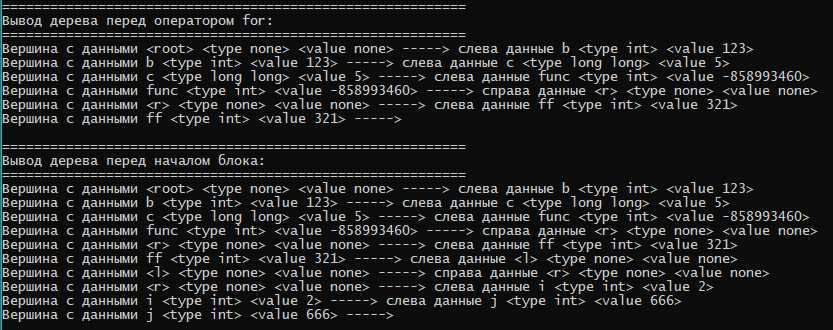 ==========================================================
Вывод дерева перед оператором for:
==========================================================
Вершина с данными <root> <type none> <value none> -----> слева данные b <type int> <value 123>
Вершина с данными b <type int> <value 123> -----> слева данные c <type long long> <value 5>
Вершина с данными c <type long long> <value 5> -----> слева данные func <type int> <value -858993460>
Вершина с данными func <type int> <value -858993460> -----> справа данные <r> <type none> <value none>
Вершина с данными <r> <type none> <value none> -----> слева данные ff <type int> <value 321>
Вершина с данными ff <type int> <value 321> ----->
==========================================================
Вывод дерева перед началом блока:
==========================================================
Вершина с данными <root> <type none> <value none> -----> слева данные b <type int> <value 123>
Вершина с данными b <type int> <value 123> -----> слева данные c <type long long> <value 5>
Вершина с данными c <type long long> <value 5> -----> слева данные func <type int> <value -858993460>
Вершина с данными func <type int> <value -858993460> -----> справа данные <r> <type none> <value none>
Вершина с данными <r> <type none> <value none> -----> слева данные ff <type int> <value 321>
Вершина с данными ff <type int> <value 321> -----> слева данные <l> <type none> <value none>
Вершина с данными <l> <type none> <value none> -----> справа данные <r> <type none> <value none>
Вершина с данными <r> <type none> <value none> -----> слева данные i <type int> <value 2>
Вершина с данными i <type int> <value 2> -----> слева данные j <type int> <value 666>
Вершина с данными j <type int> <value 666> ----->